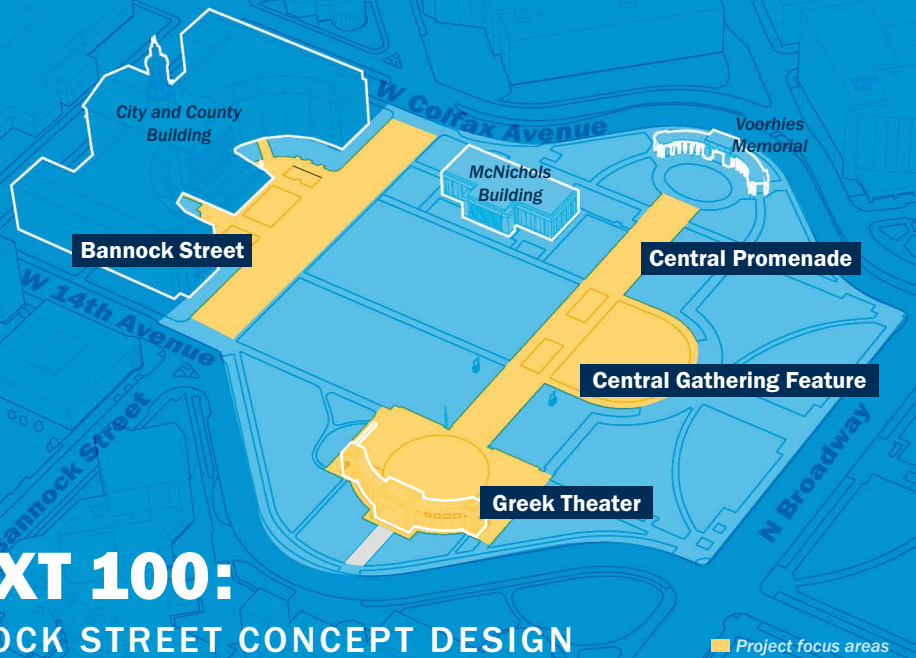 City and County
Building
W Colfax Avenue
Voorhies
Memorial
McNichols
Building
Bannock Street
Central Promenade
W 14th Avenue
Central Gathering Feature
Bannock Street
N Broadway
Greek Theater
XT 100:
OCK STREET CONCEPT DESIGN
Project focus areas